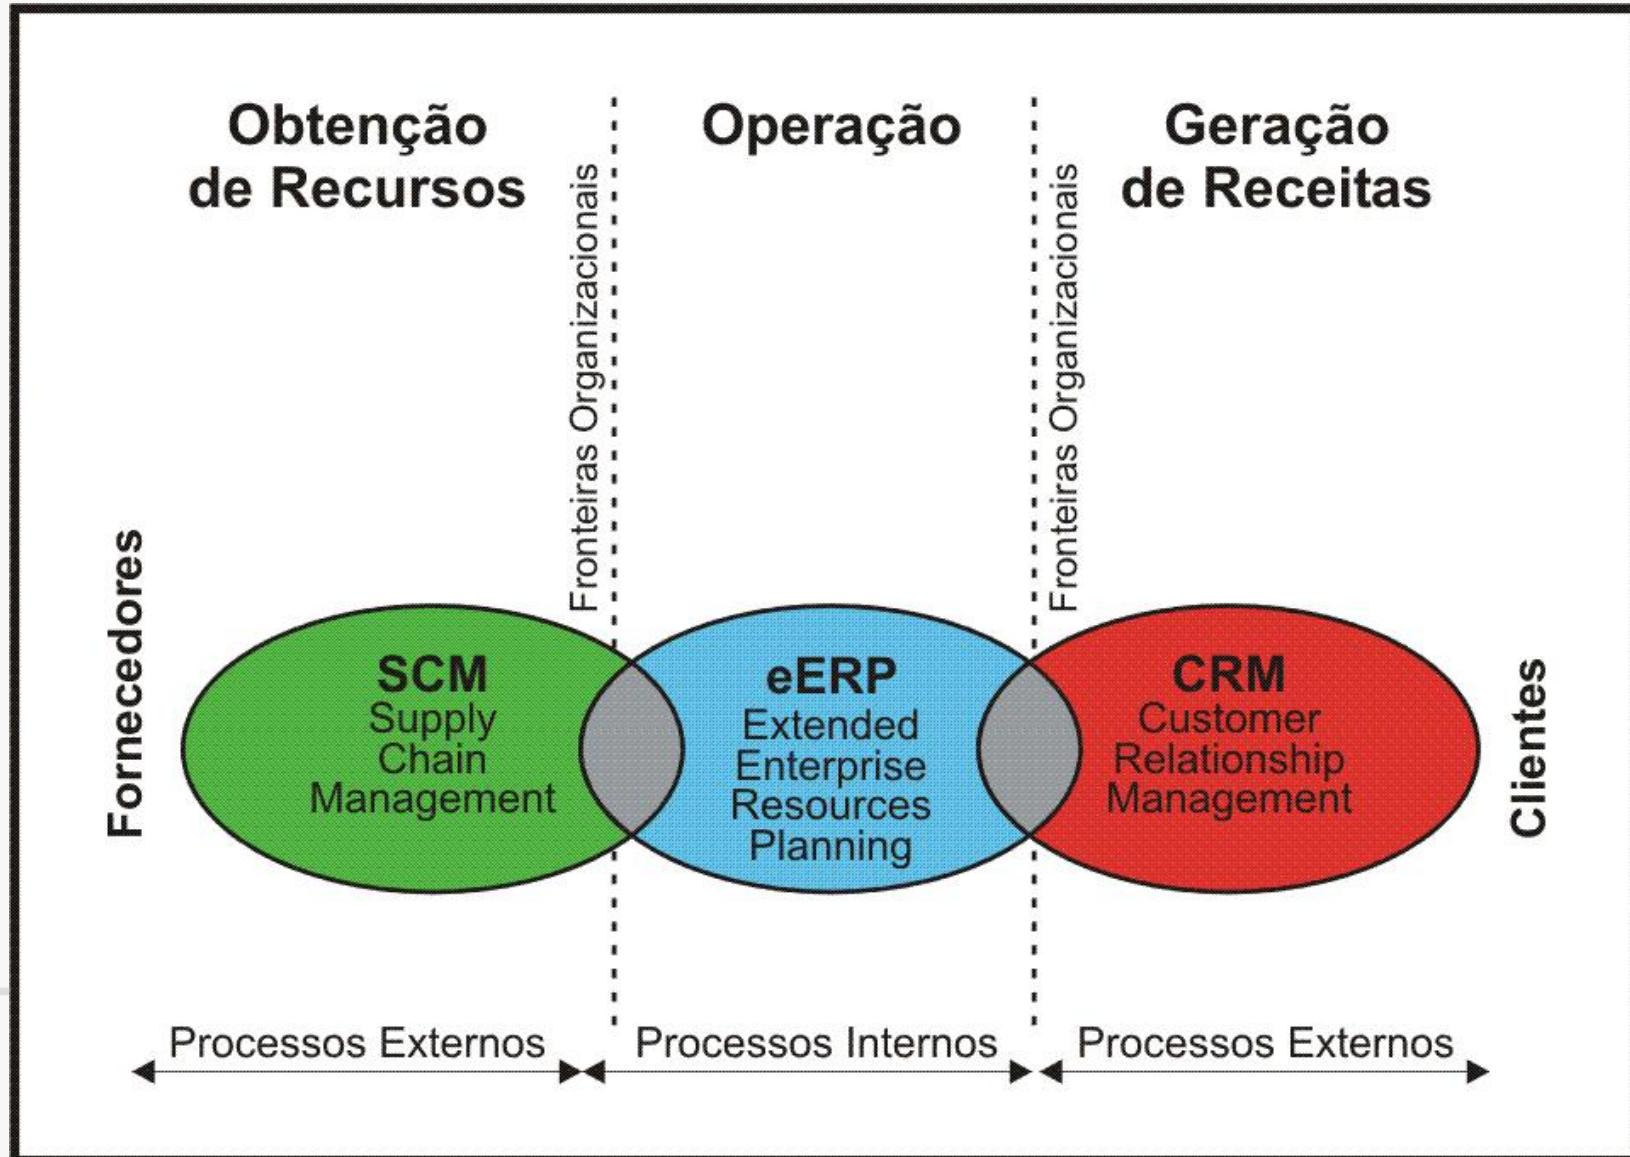 Obtenção
de Recursos
Operação
Geração
de Receitas
Fronteiras Organizacionais
Fronteiras Organizacionais
Fornecedores
SCM
Supply
Chain
Management
eERP
Extended
Enterprise
Resources
Planning
CRM
Customer
Relationship
Management
Clientes
Processos Externos
Processos Internos
Processos Externos